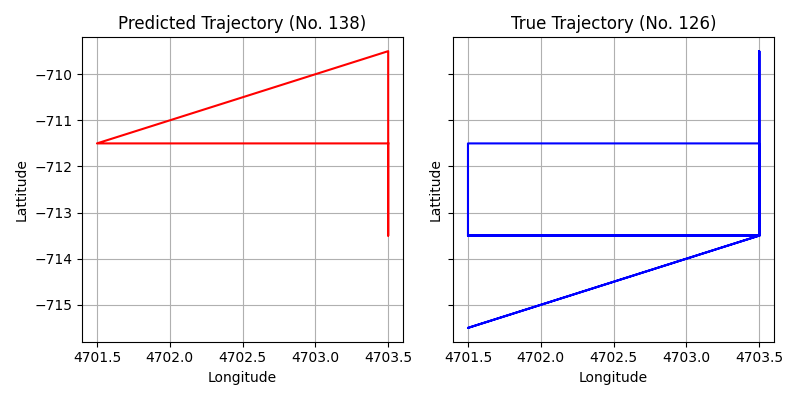 Predicted Trajectory (No. 138)
True Trajectory (No. 126)
Lattitude
−710
−711
−712
−713
−714
−715
4701.5 4702.0 4702.5 4703.0 4703.5
Longitude
Lattitude
4701.5 4702.0 4702.5 4703.0 4703.5
Longitude